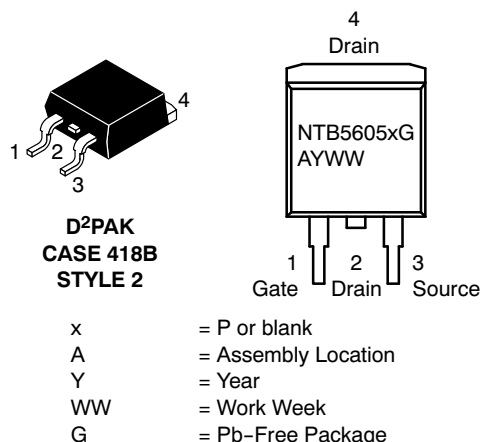 4
Drain
4
1
2
3
NTB5605xG
AYWW
D²PAK
CASE 418B
STYLE 2
1 2 3
Gate Drain Source
x = P or blank
A = Assembly Location
Y = Year
WW = Work Week
G = Pb−Free Package